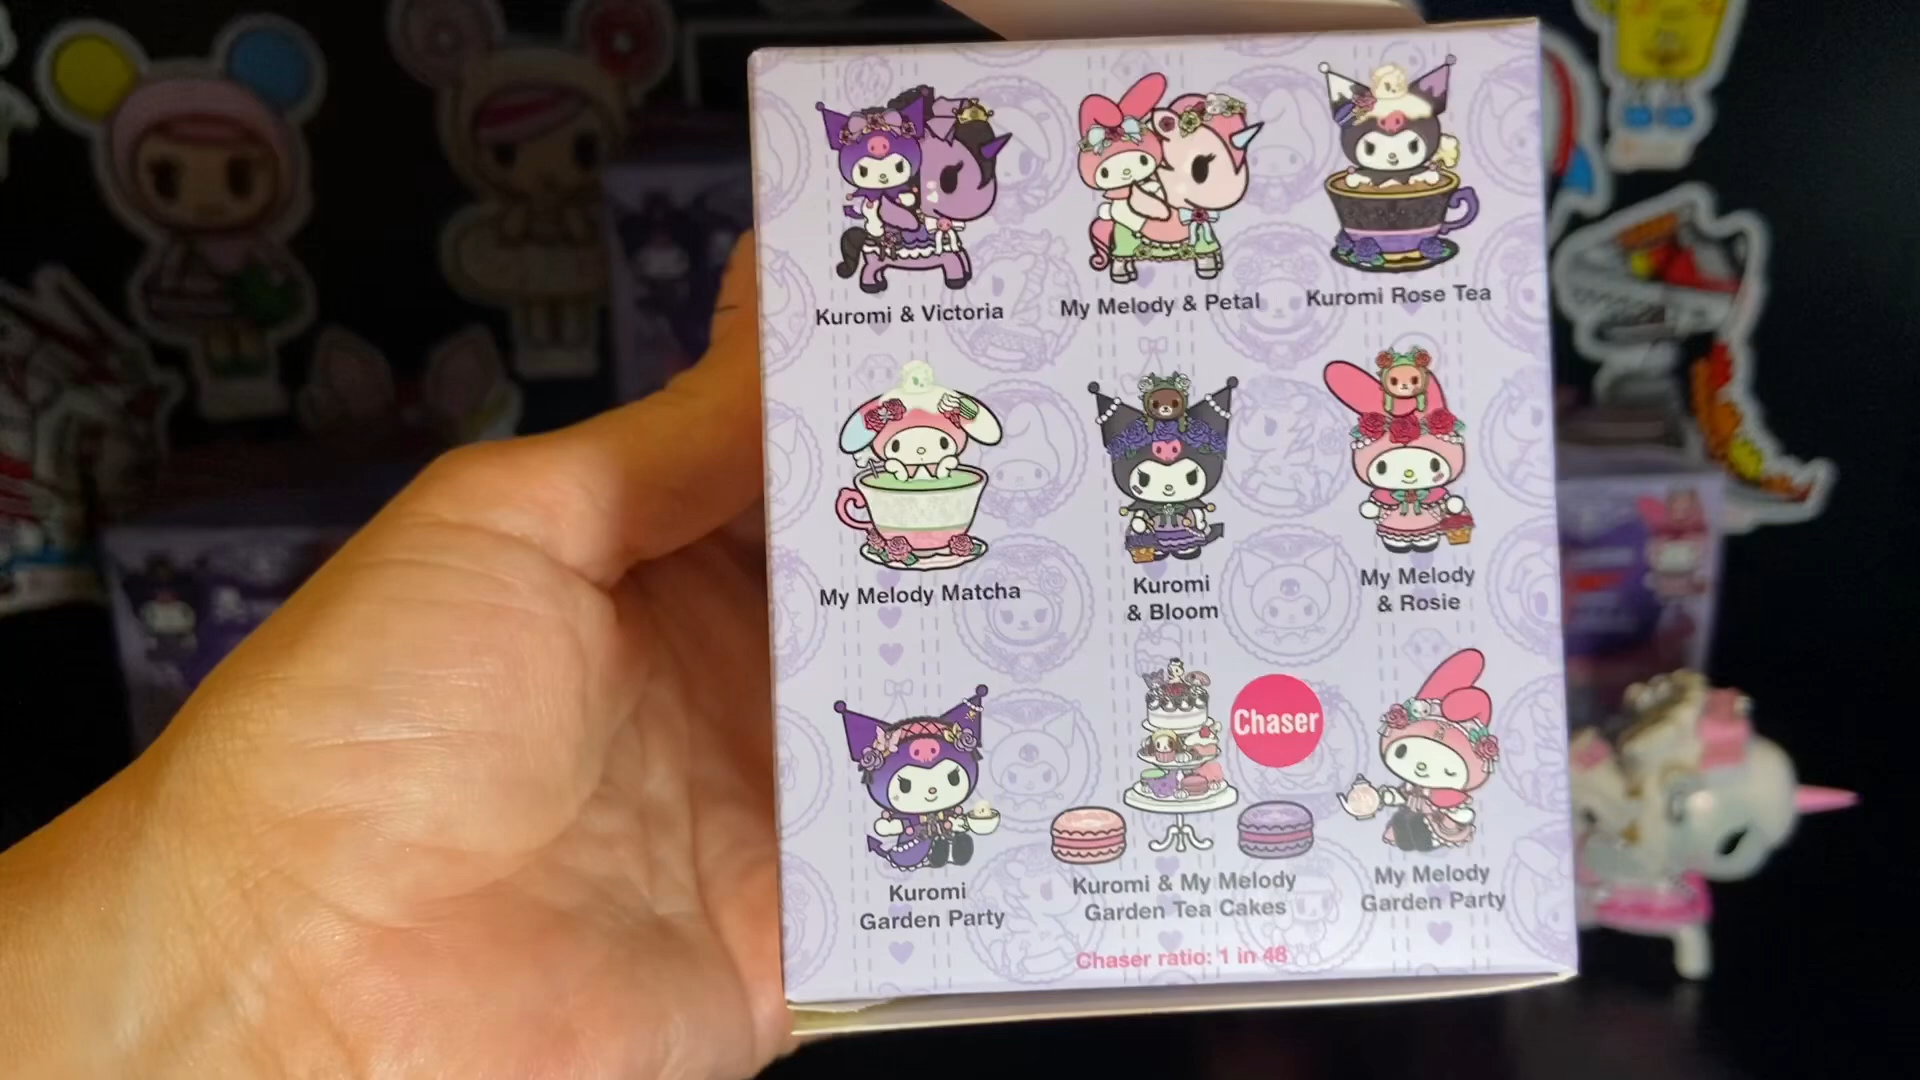 Kuromi & Victoria
My Melody & Petal
Kuromi Rose Tea
My Melody Matcha
Kuromi
& Bloom
My Melody
& Rosie
Kuromi
Garden Party
Chaser
Kuromi & My Melody
Garden Tea Cakes
My Melody
Garden Party
Chaser ratio: 1 in 48